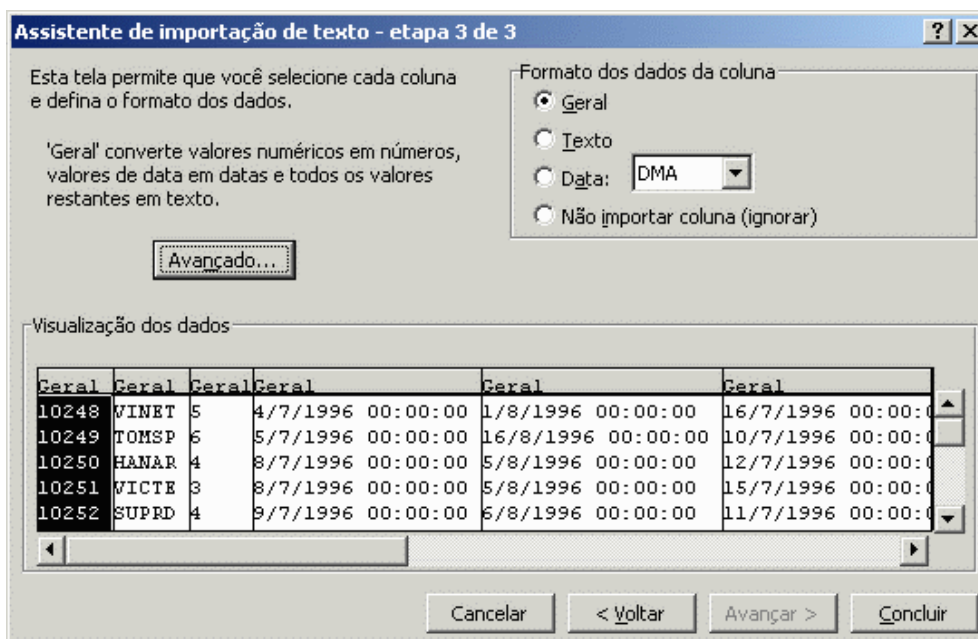 Assistente de importação de texto - etapa 3 de 3
Esta tela permite que você selecione cada coluna
e defina o formato dos dados.
'Geral' converte valores numéricos em números,
valores de data em datas e todos os valores
restantes em texto.
Avançado...
Formato dos dados da coluna
Geral
Texto
Data: DMA
Não importar coluna (ignorar)
Visualização dos dados
Geral Geral Geral Geral Geral Geral
10248 VINET 5 4/7/1996 00:00:00 1/8/1996 00:00:00 16/7/1996 00:00:
10249 TOMSP 6 5/7/1996 00:00:00 16/8/1996 00:00:00 10/7/1996 00:00:
10250 HANAR 4 8/7/1996 00:00:00 5/8/1996 00:00:00 12/7/1996 00:00:
10251 VICTE 3 8/7/1996 00:00:00 5/8/1996 00:00:00 15/7/1996 00:00:
10252 SUPRD 4 9/7/1996 00:00:00 6/8/1996 00:00:00 11/7/1996 00:00:
Cancelar < Voltar Avançar > Concluir